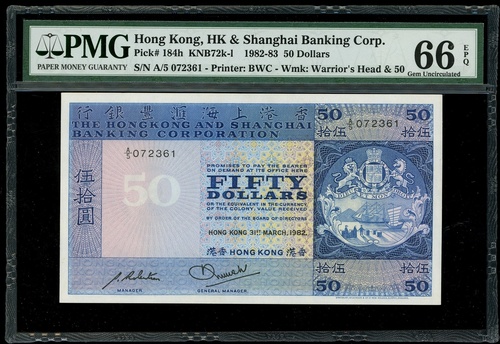 PMG
PAPER MONEY GUARANTY
Hong Kong, HK & Shanghai Banking Corp.
Pick# 184h KNB72k-l 1982-83 50 Dollars
S/N A/5 072361 - Printer: BWC - Wmk: Warrior's Head & 50
66 EPQ
Gem Uncirculated
行銀豐滙海上港香
THE HONGKONG AND SHANGHAI
BANKING CORPORATION
50
伍拾
50
A/5 072361
A/5 072361
PROMISES TO PAY THE BEARER
ON DEMAND AT ITS OFFICE HERE
伍拾圓
50
FIFTY
DOLLARS
OR THE EQUIVALENT IN THE CURRENCY
OF THE COLONY, VALUE RECEIVED
BY ORDER OF THE BOARD OF DIRECTORS
HONG KONG 31ST MARCH, 1982.
港香 HONG KONG 港香
MANAGER.
GENERAL MANAGER.
伍拾
50
伍拾
50